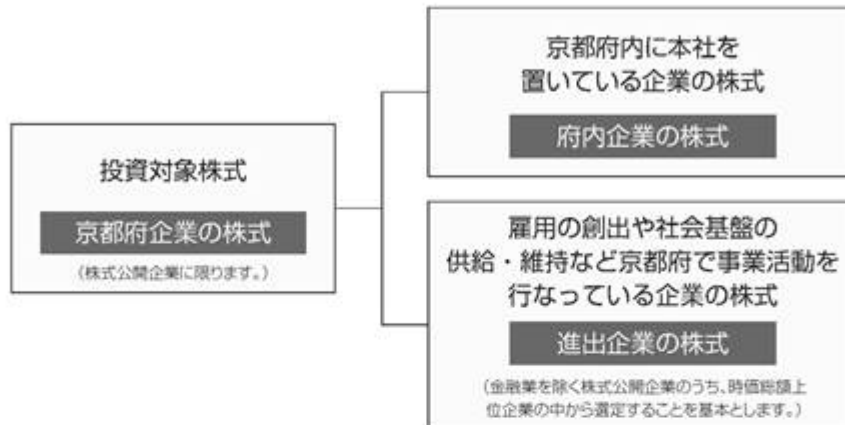 投資対象株式
京都府企業の株式
（株式公開企業に限ります。）
京都府内に本社を
置いている企業の株式
府内企業の株式
雇用の創出や社会基盤の
供給・維持など京都府で事業活動を
行なっている企業の株式
進出企業の株式
（金融業を除く株式公開企業のうち、時価総額上
位企業の中から選定することを基本とします。）